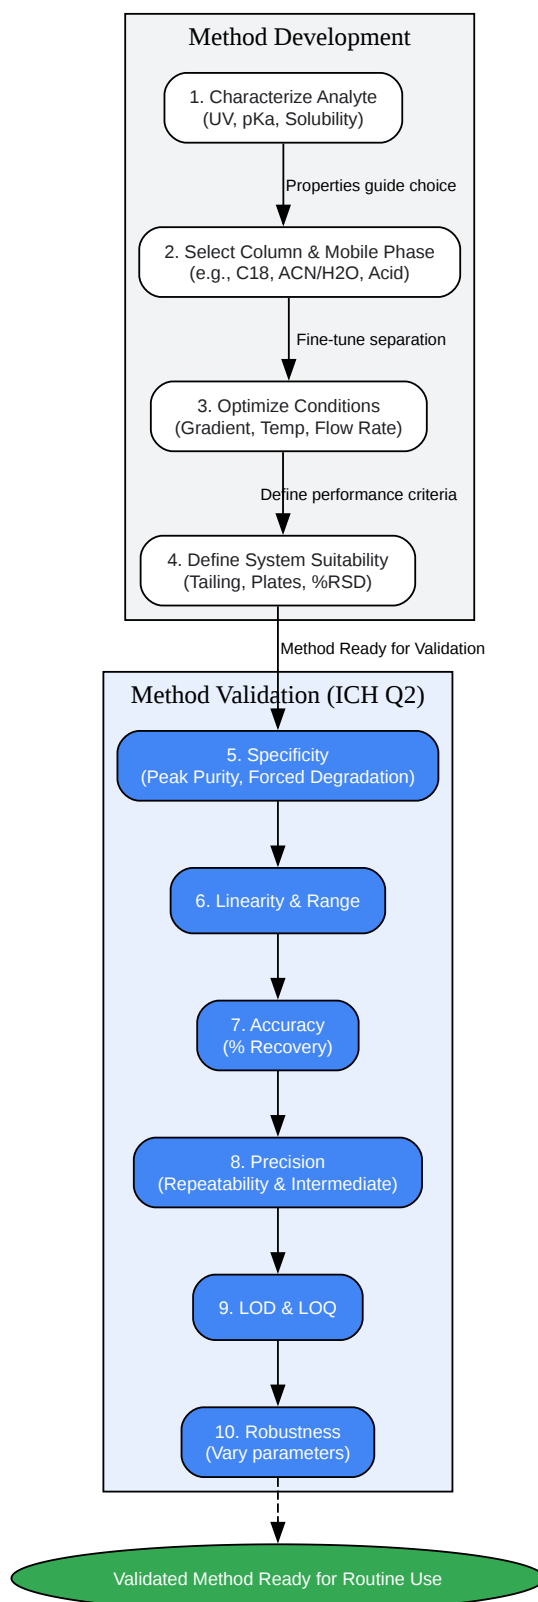 Method Development
1. Characterize Analyte
(UV, pKa, Solubility)
Properties guide choice
2. Select Column & Mobile Phase
(e.g., C18, ACN/H2O, Acid)
Fine-tune separation
3. Optimize Conditions
(Gradient, Temp, Flow Rate)
Define performance criteria
4. Define System Suitability
(Tailing, Plates, %RSD)
Method Ready for Validation
Method Validation (ICH Q2)
5. Specificity
(Peak Purity, Forced Degradation)
6. Linearity & Range
7. Accuracy
(% Recovery)
8. Precision
(Repeatability & Intermediate)
9. LOD & LOQ
10. Robustness
(Vary parameters)
Validated Method Ready for Routine Use